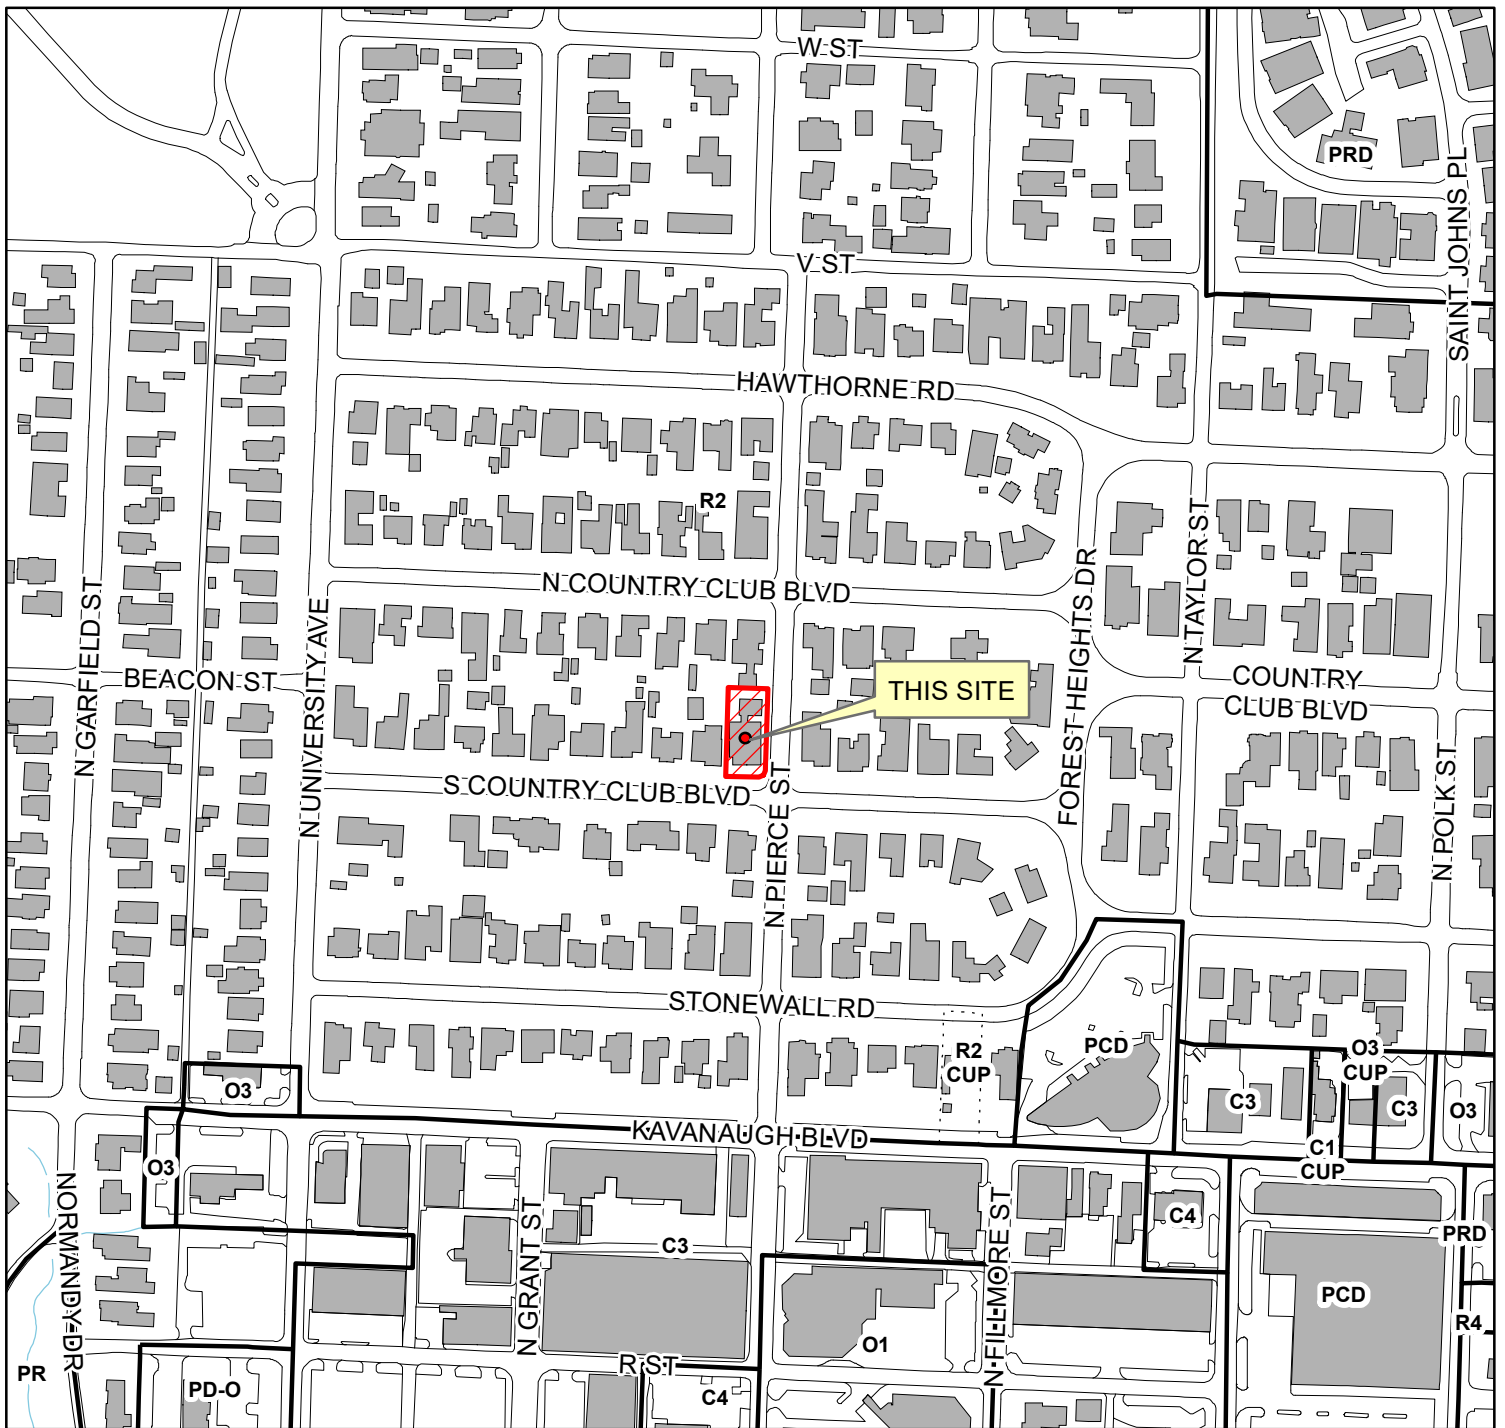 W ST
PRD
SAINT JOHNS PL
V ST
HAWTHORNE RD
R2
N TAYLOR ST
FOREST HEIGHTS DR
N COUNTRY CLUB BLVD
N GARFIELD ST
N UNIVERSITY AVE
BEACON ST
THIS SITE
COUNTRY
CLUB BLVD
S COUNTRY CLUB BLVD
N PIERCE ST
N POLK ST
STONEWALL RD
R2
CUP
PCD
O3
CUP
O3
C3
C3
O3
KAVANAUGH BLVD
C1
CUP
O3
NORMANDY DR
N GRANT ST
C3
N FILLMORE ST
C4
PRD
PCD
R4
O1
R ST
PR
PD-O
C4